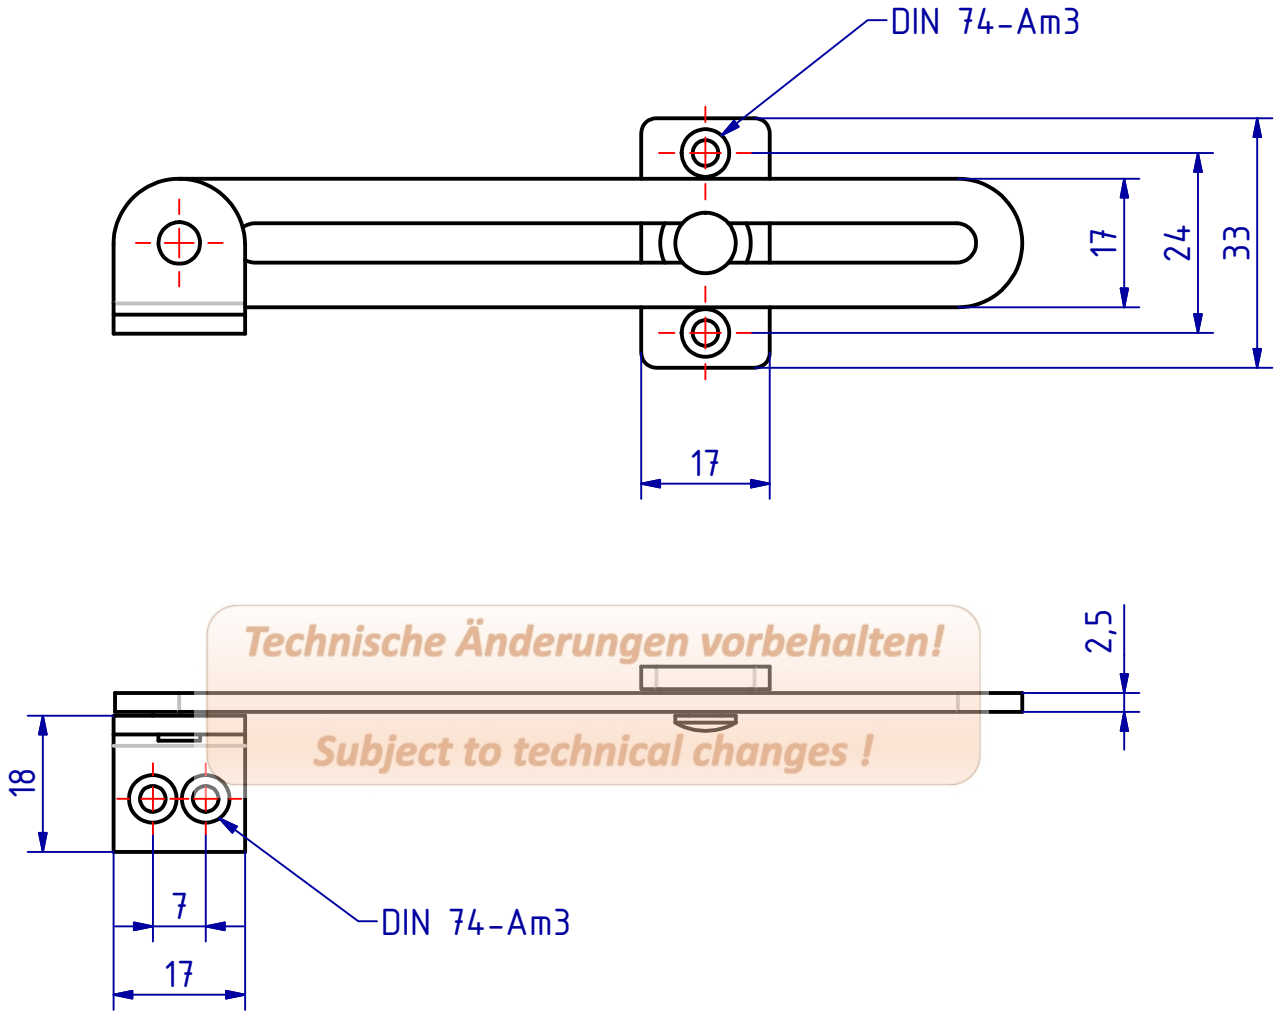 DIN 74-Am3
17
24
33
17
Technische Änderungen vorbehalten!
2,5
Subject to technical changes !
18
7
DIN 74-Am3
17